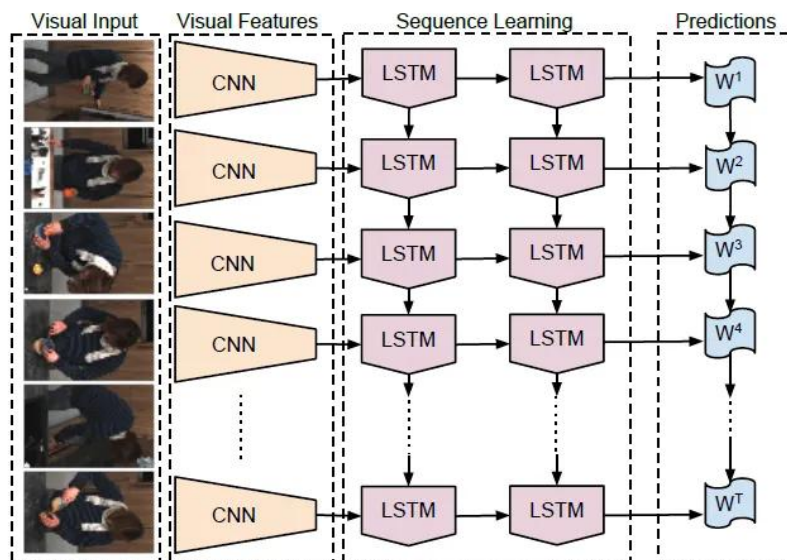 Visual Input Visual Features Sequence Learning Predictions
CNN LSTM LSTM W¹
CNN LSTM LSTM W²
CNN LSTM LSTM W³
CNN LSTM LSTM W⁴
CNN LSTM LSTM Wᵀ